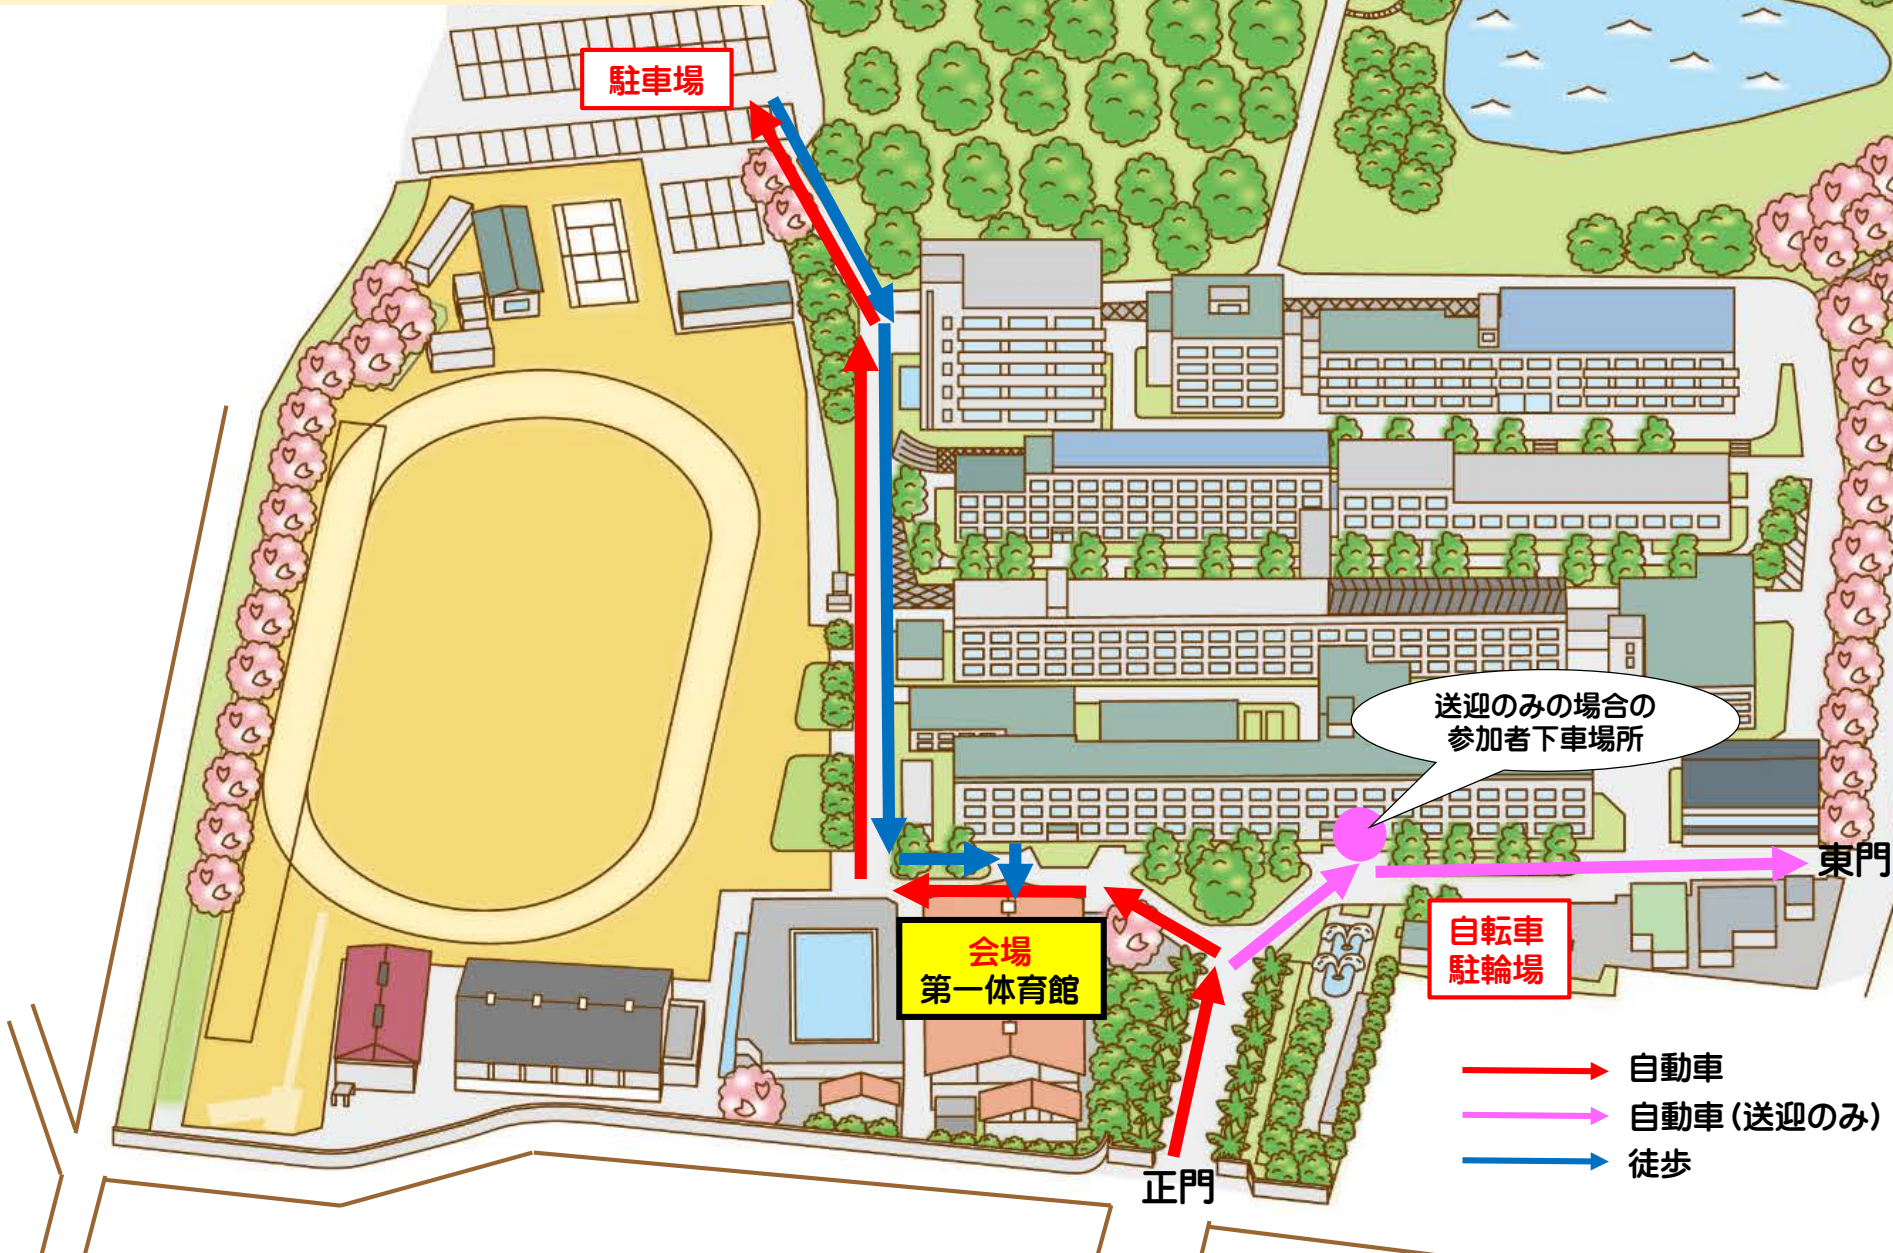 駐車場
送迎のみの場合の
参加者下車場所
東門
自転車
駐輪場
会場
第一体育館
自動車
自動車(送迎のみ)
徒歩
正門